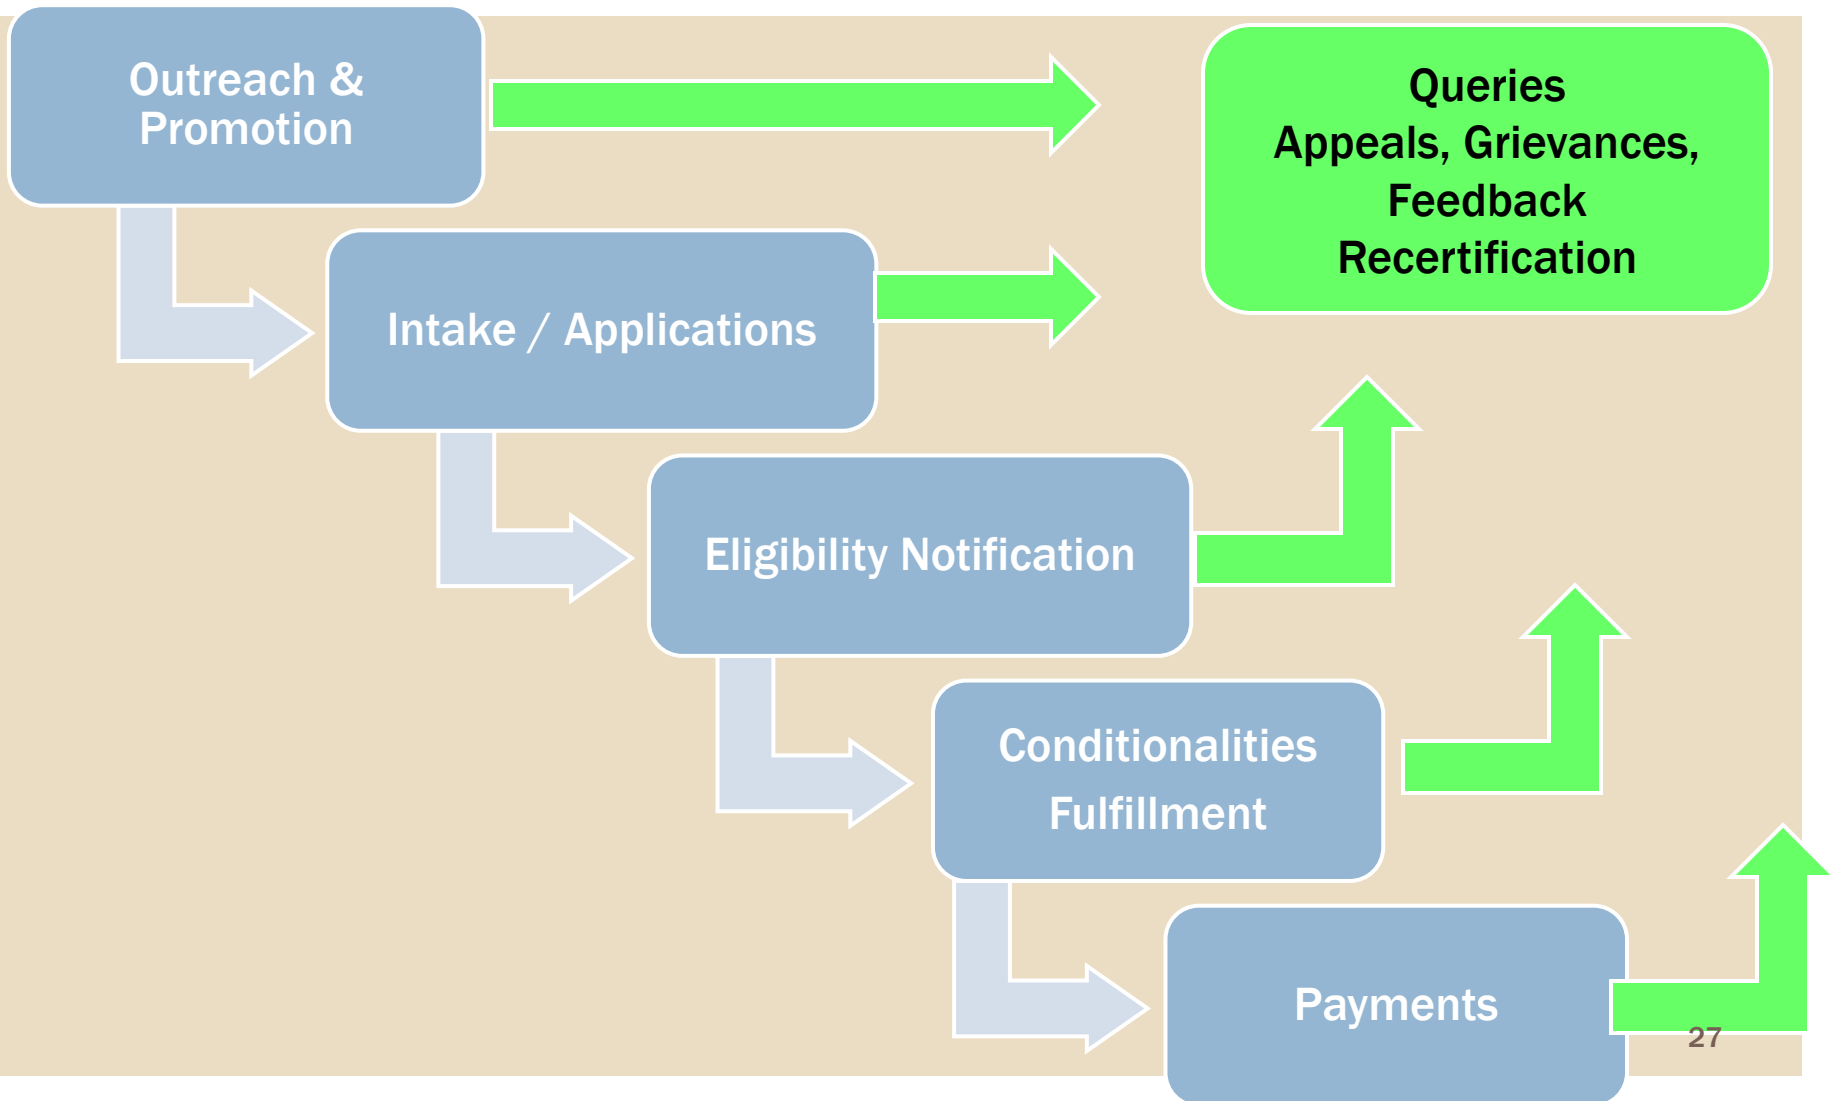 Outreach &
Promotion
Queries
Appeals, Grievances,
Feedback
Recertification
Intake / Applications
Eligibility Notification
Conditionalities
Fulfillment
Payments
27